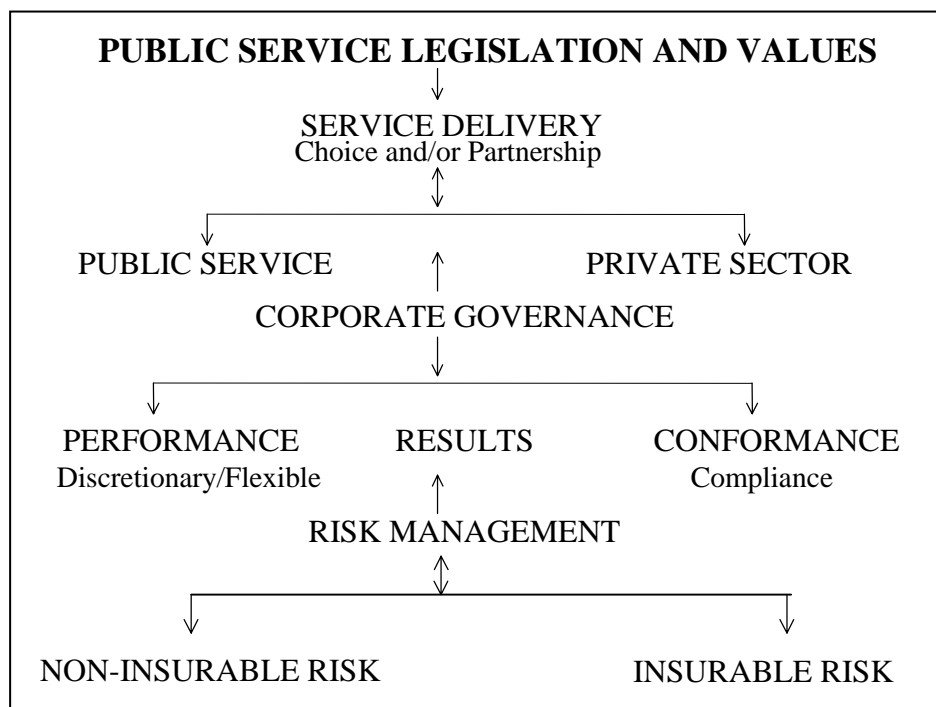 PUBLIC SERVICE LEGISLATION AND VALUES
SERVICE DELIVERY
Choice and/or Partnership
PUBLIC SERVICE PRIVATE SECTOR
CORPORATE GOVERNANCE
PERFORMANCE RESULTS CONFORMANCE
Discretionary/Flexible Compliance
RISK MANAGEMENT
NON-INSURABLE RISK INSURABLE RISK